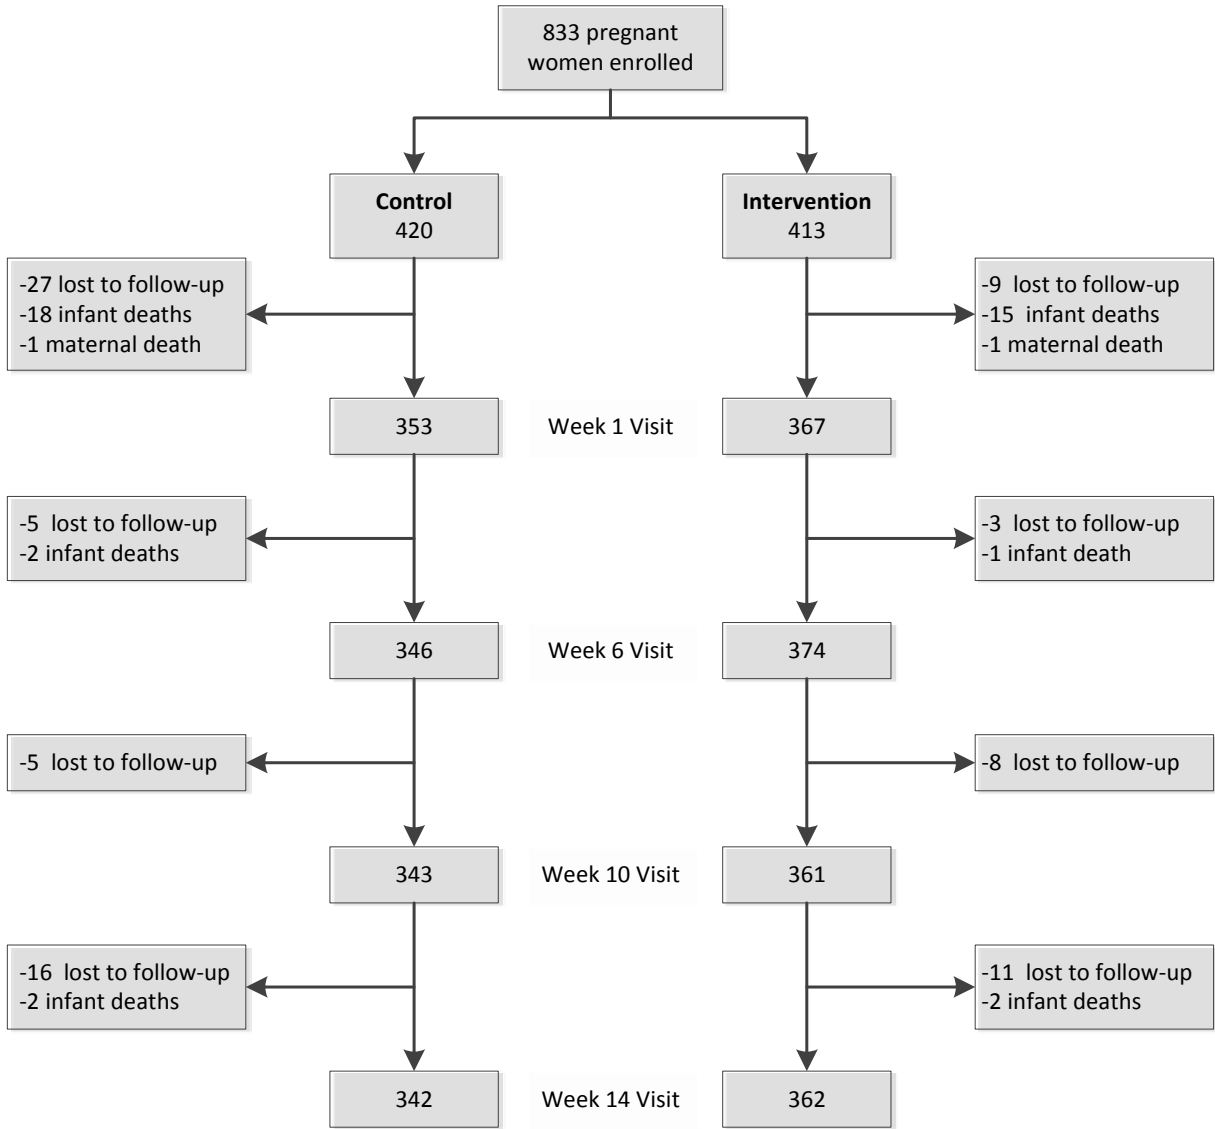 833 pregnant
women enrolled
Control
420
Intervention
413
-27 lost to follow-up
-18 infant deaths
-1 maternal death
-9  lost to follow-up
-15  infant deaths
-1 maternal death
353
Week 1 Visit
367
-5  lost to follow-up
-2 infant deaths
-3  lost to follow-up
-1 infant death
346
Week 6 Visit
374
-5  lost to follow-up
-8  lost to follow-up
343
Week 10 Visit
361
-16  lost to follow-up
-2 infant deaths
-11  lost to follow-up
-2 infant deaths
342
Week 14 Visit
362